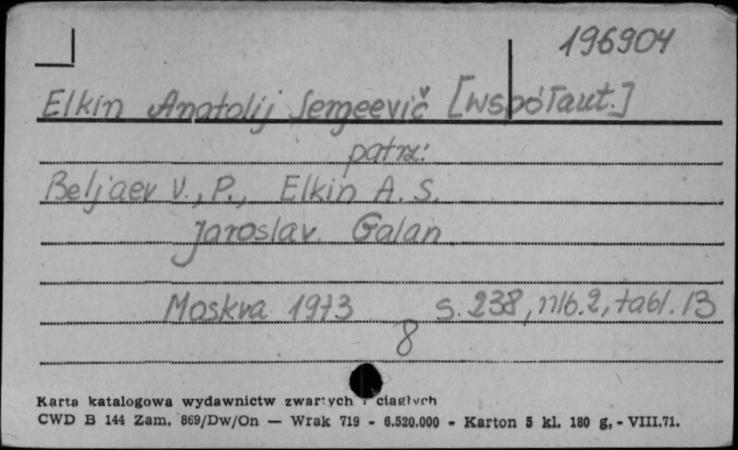 196904
Elkin Anatolij Sergeevič [współaut.]
patrz:
Beljaev V., P., Elkin A. S.
Jaroslav Galan
Moskva 1973 s. 238, nlb. 2, tabl. 13
8
Karta katalogowa wydawnictw zwartych i ciągłych
CWD B 144 Zam. 869/Dw/On — Wrak 719 - 6.520.000 - Karton 5 kl. 180 g, - VIII.71.